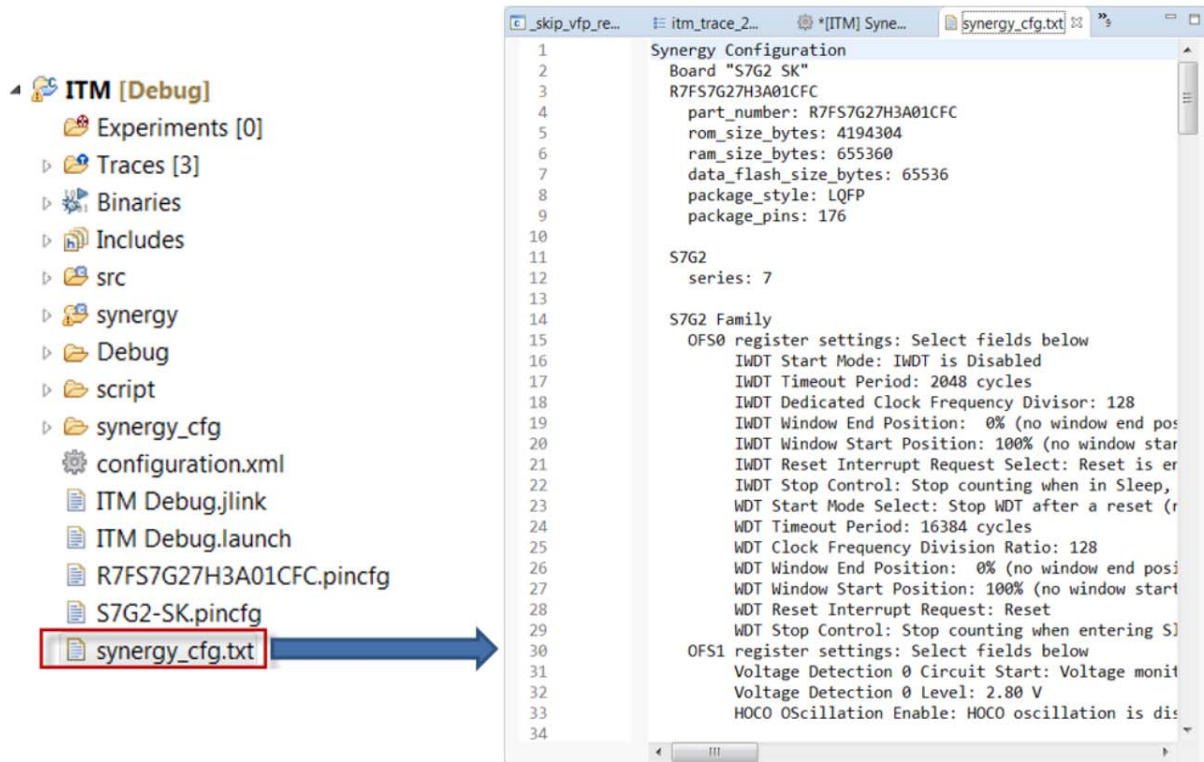 ITM [Debug]
Experiments [0]
Traces [3]
Binaries
Includes
src
synergy
Debug
script
synergy_cfg
configuration.xml
ITM Debug.jlink
ITM Debug.launch
R7FS7G27H3A01CFC.pincfg
S7G2-SK.pincfg
synergy_cfg.txt
_skip_vfp_re... itm_trace_2... *[ITM] Syne... synergy_cfg.txt »9
1 Synergy Configuration
2 Board "S7G2 SK"
3 R7FS7G27H3A01CFC
4 part_number: R7FS7G27H3A01CFC
5 rom_size_bytes: 4194304
6 ram_size_bytes: 655360
7 data_flash_size_bytes: 65536
8 package_style: LQFP
9 package_pins: 176
10
11 S7G2
12 series: 7
13
14 S7G2 Family
15 OFS0 register settings: Select fields below
16 IWDT Start Mode: IWDT is Disabled
17 IWDT Timeout Period: 2048 cycles
18 IWDT Dedicated Clock Frequency Divisor: 128
19 IWDT Window End Position: 0% (no window end pos
20 IWDT Window Start Position: 100% (no window star
21 IWDT Reset Interrupt Request Select: Reset is en
22 IWDT Stop Control: Stop counting when in Sleep,
23 WDT Start Mode Select: Stop WDT after a reset (r
24 WDT Timeout Period: 16384 cycles
25 WDT Clock Frequency Division Ratio: 128
26 WDT Window End Position: 0% (no window end posi
27 WDT Window Start Position: 100% (no window start
28 WDT Reset Interrupt Request: Reset
29 WDT Stop Control: Stop counting when entering Sl
30 OFS1 register settings: Select fields below
31 Voltage Detection 0 Circuit Start: Voltage monit
32 Voltage Detection 0 Level: 2.80 V
33 HOCO OScillation Enable: HOCO oscillation is dis
34